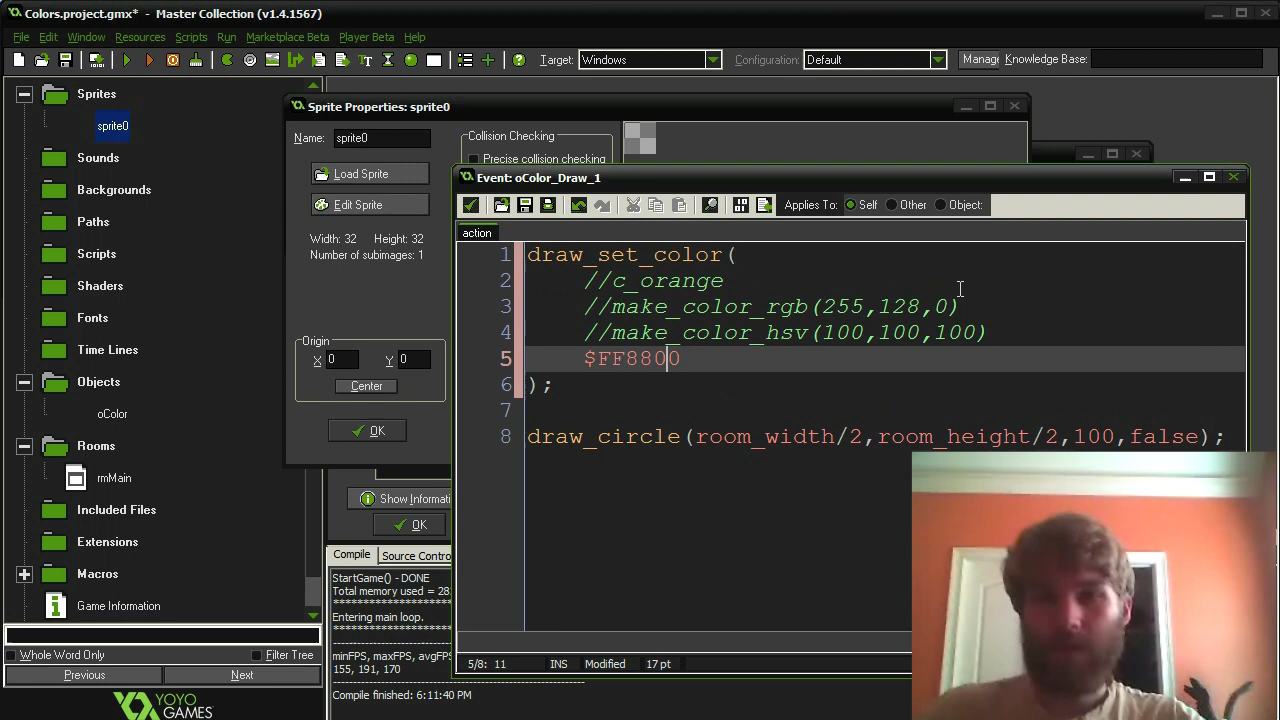 Colors.project.gmx* - Master Collection (v1.4.1567)
File Edit Window Resources Scripts Run Marketplace Beta Player Beta Help
Target: Windows Configuration: Default Manag Knowledge Base:
Sprites
sprite0
Sounds
Backgrounds
Paths
Scripts
Shaders
Fonts
Time Lines
Objects
oColor
Rooms
rmMain
Included Files
Extensions
Macros
Game Information
Whole Word Only Filter Tree
Previous Next
YOYO
GAMES
Sprite Properties: sprite0
Name: sprite0
Collision Checking
Precise collision checking
Load Sprite
Edit Sprite
Width: 32 Height: 32
Number of subimages: 1
Origin
X 0 Y 0
Center
OK
Show Informati
OK
Compile Source Contro
StartGame() - DONE
Total memory used = 28.
Entering main loop.
minFPS, maxFPS, avgFPS
155, 191, 170
Compile finished: 6:11:40 PM
Event: oColor_Draw_1
Applies To: Self Other Object:
action
1 draw_set_color(
2 //c_orange
3 //make_color_rgb(255,128,0)
4 //make_color_hsv(100,100,100)
5 $FF8800
6 );
7
8 draw_circle(room_width/2,room_height/2,100,false);
5/8: 11 INS Modified 17 pt